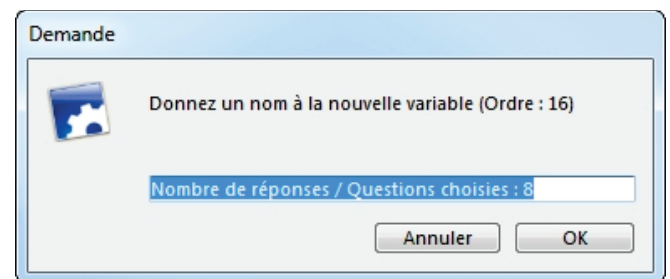 Demande
Donnez un nom à la nouvelle variable (Ordre : 16)
Nombre de réponses / Questions choisies : 8
Annuler
OK